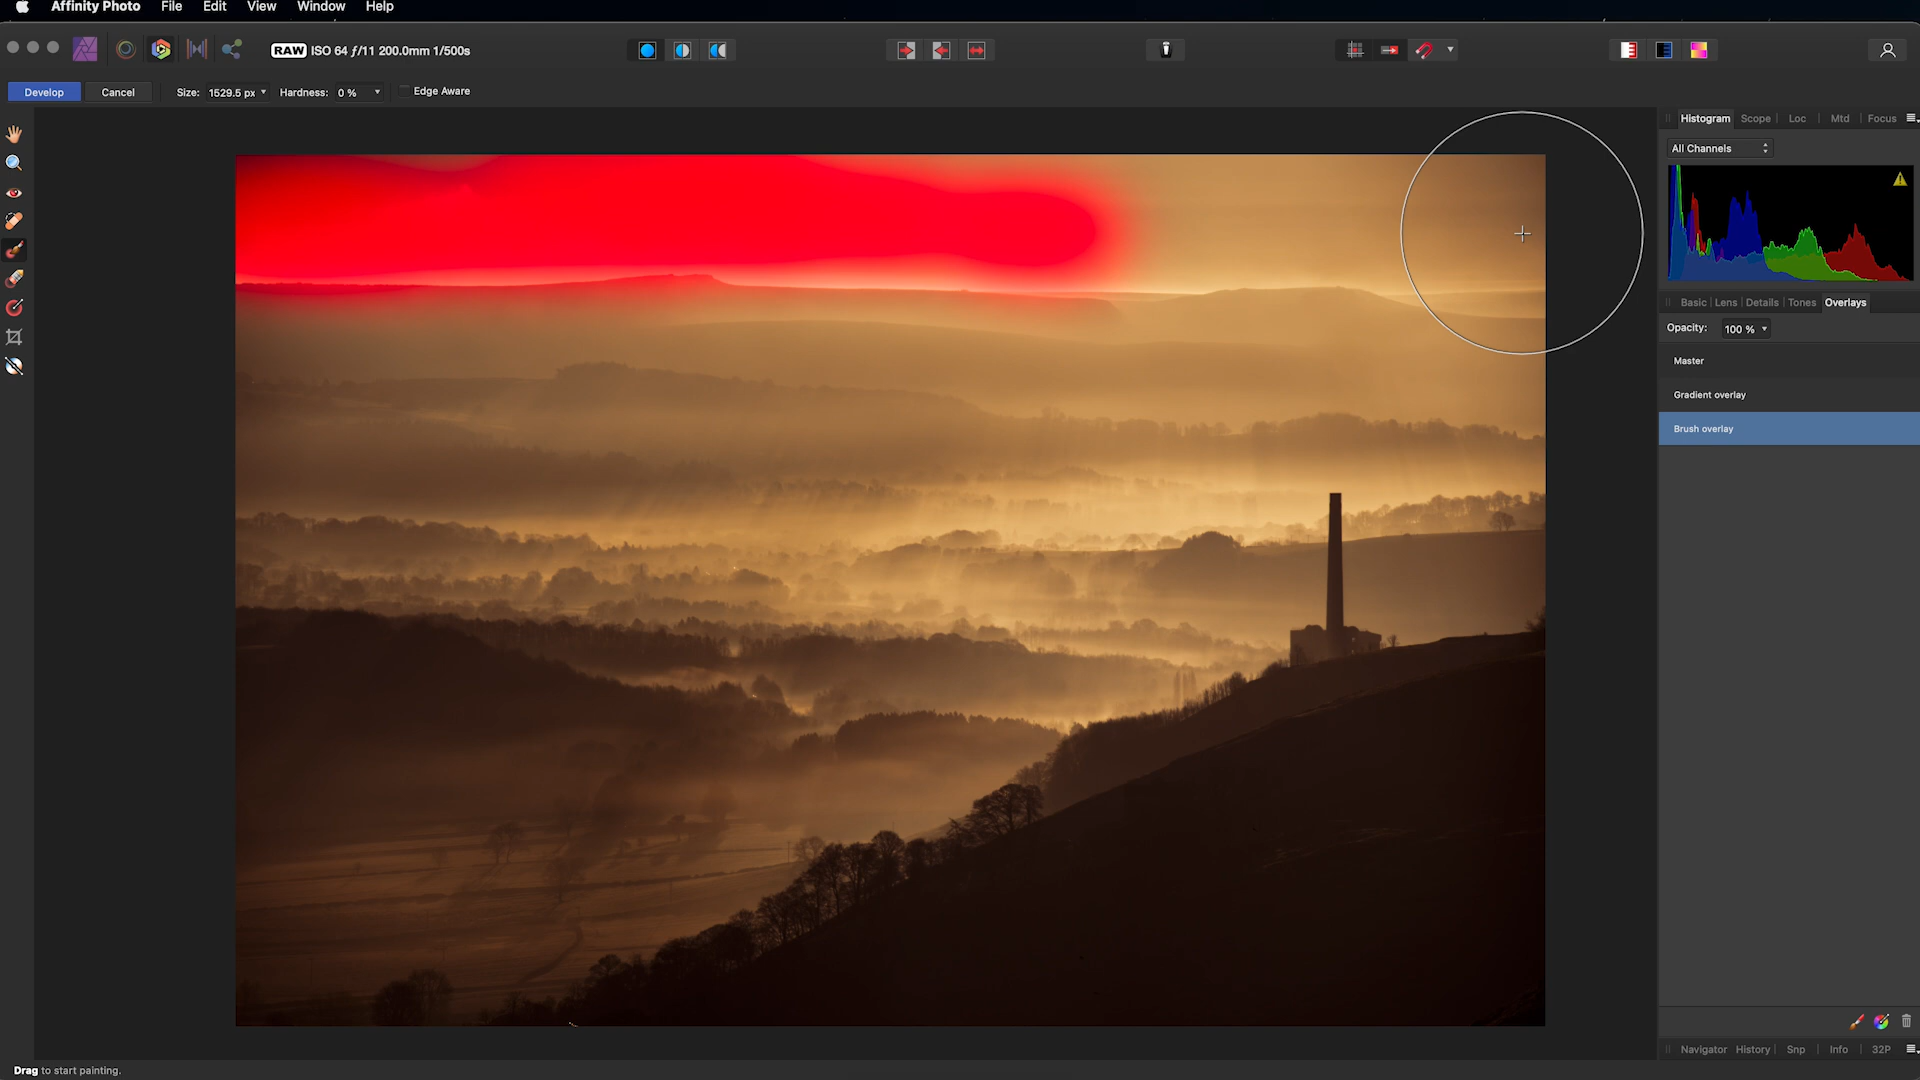 Affinity Photo File Edit View Window Help
RAW ISO 64 ƒ/11 200.0mm 1/500s
Develop Cancel Size: 1529.5 px Hardness: 0 % Edge Aware
Histogram Scope Loc Mtd Focus
All Channels
Basic Lens Details Tones Overlays
Opacity: 100 %
Master
Gradient overlay
Brush overlay
Navigator History Snp Info 32P
Drag to start painting.